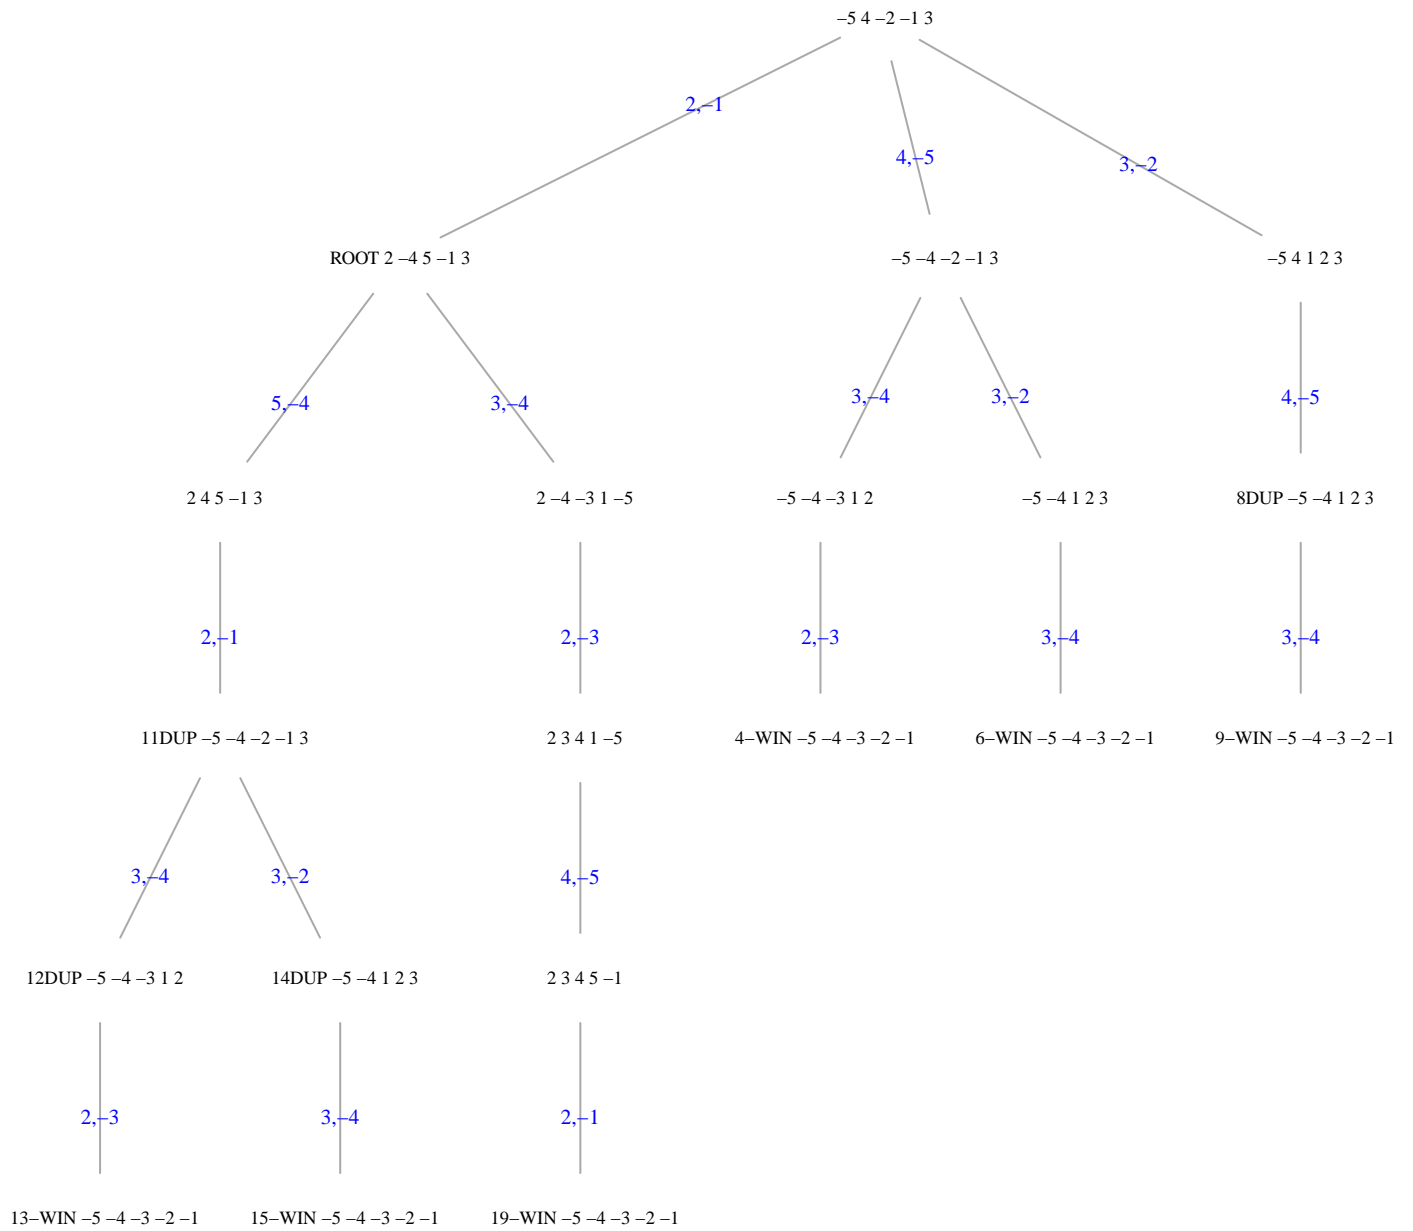 –5 4 –2 –1 3
2,–1
4,–5
3,–2
ROOT 2 –4 5 –1 3
–5 –4 –2 –1 3
–5 4 1 2 3
5,–4
3,–4
3,–4
3,–2
4,–5
2 4 5 –1 3
2 –4 –3 1 –5
–5 –4 –3 1 2
–5 –4 1 2 3
8DUP –5 –4 1 2 3
2,–1
2,–3
2,–3
3,–4
3,–4
11DUP –5 –4 –2 –1 3
2 3 4 1 –5
4–WIN –5 –4 –3 –2 –1
6–WIN –5 –4 –3 –2 –1
9–WIN –5 –4 –3 –2 –1
3,–4
3,–2
4,–5
12DUP –5 –4 –3 1 2
14DUP –5 –4 1 2 3
2 3 4 5 –1
2,–3
3,–4
2,–1
13–WIN –5 –4 –3 –2 –1
15–WIN –5 –4 –3 –2 –1
19–WIN –5 –4 –3 –2 –1